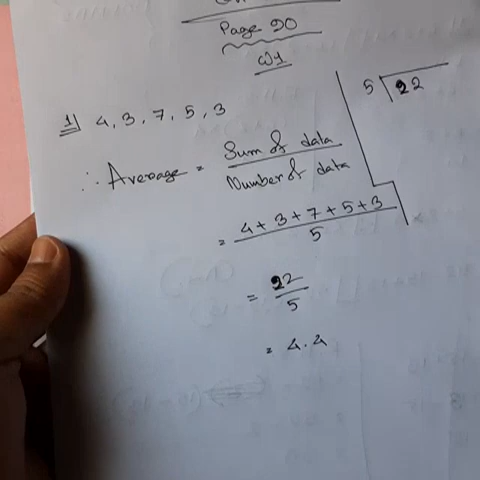 Page 20
CW1
1) 4, 3, 7, 5, 3
∴ Average = Sum of data / Number of data
= 4 + 3 + 7 + 5 + 3 / 5
= 22 / 5
= 4.4
5 22